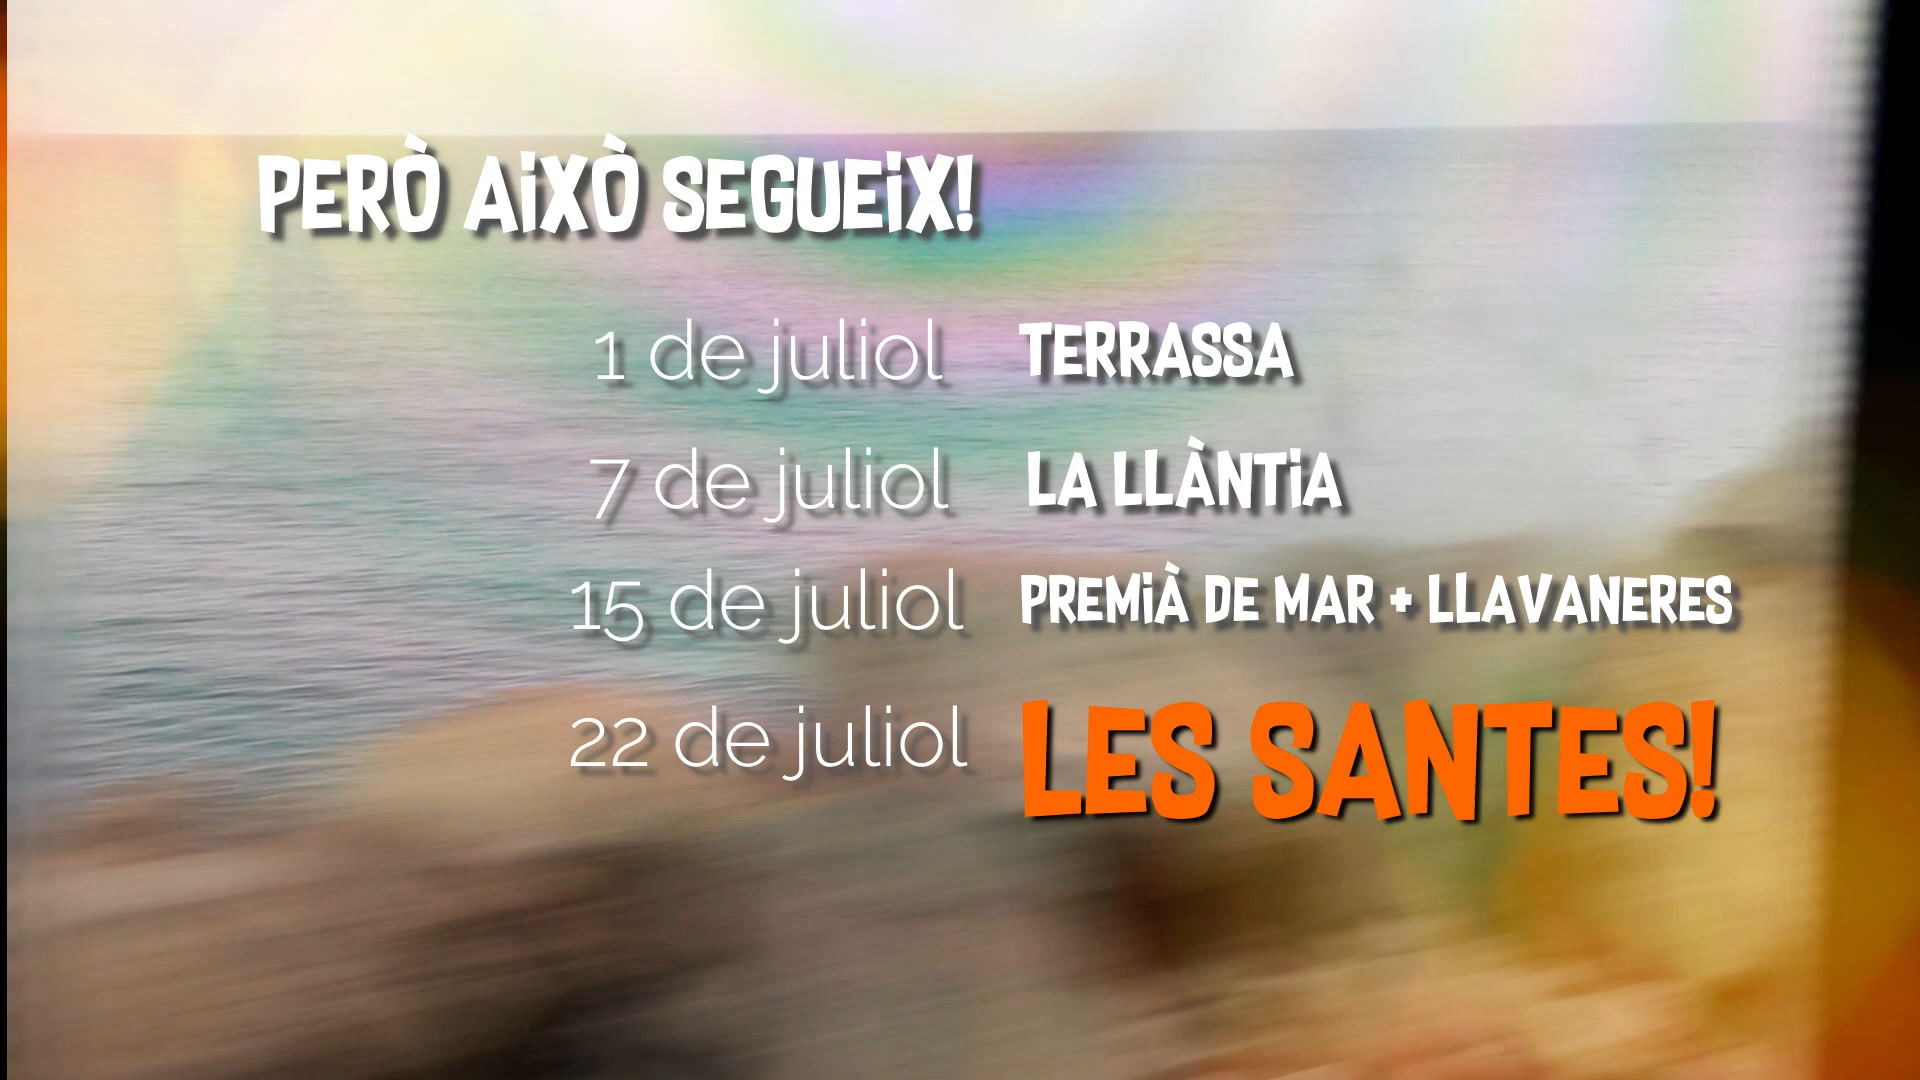 PERÒ AiXÒ SEGUEiX!
1 de juliol TERRASSA
7 de juliol LA LLÀNTiA
15 de juliol PREMiÀ DE MAR + LLAVANERES
22 de juliol LES SANTES!